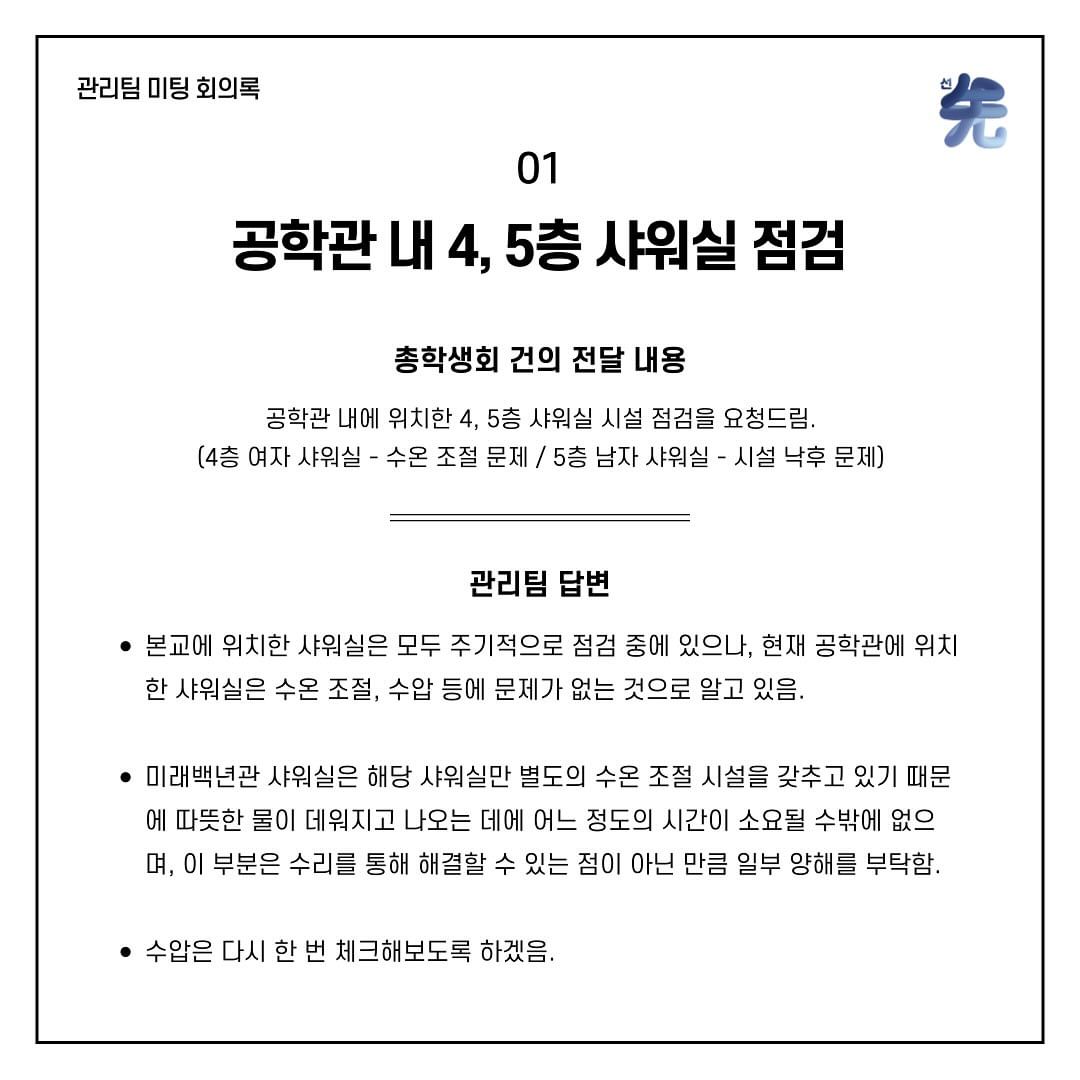 관리팀 미팅 회의록
선 先
01
공학관 내 4, 5층 샤워실 점검
총학생회 건의 전달 내용
공학관 내에 위치한 4, 5층 샤워실 시설 점검을 요청드림.
(4층 여자 샤워실 - 수온 조절 문제 / 5층 남자 샤워실 - 시설 낙후 문제)
관리팀 답변
• 본교에 위치한 샤워실은 모두 주기적으로 점검 중에 있으나, 현재 공학관에 위치
한 샤워실은 수온 조절, 수압 등에 문제가 없는 것으로 알고 있음.
• 미래백년관 샤워실은 해당 샤워실만 별도의 수온 조절 시설을 갖추고 있기 때문
에 따뜻한 물이 데워지고 나오는 데에 어느 정도의 시간이 소요될 수밖에 없으
며, 이 부분은 수리를 통해 해결할 수 있는 점이 아닌 만큼 일부 양해를 부탁함.
• 수압은 다시 한 번 체크해보도록 하겠음.